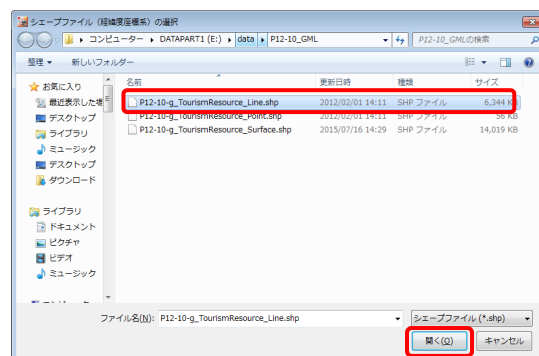 シェープファイル（経緯度座標系）の選択
コンピューター ▸ DATAPART1 (E:) ▸ data ▸ P12-10_GML
P12-10_GMLの検索
整理 新しいフォルダー
お気に入り
最近表示した場
デスクトップ
ライブラリ
ミュージック
デスクトップ
ダウンロード
ライブラリ
ドキュメント
ピクチャ
ビデオ
ミュージック
名前 更新日時 種類 サイズ
P12-10-g_TourismResource_Line.shp 2012/02/01 14:11 SHP ファイル 6,344 KB
P12-10-g_TourismResource_Point.shp 2012/02/01 14:11 SHP ファイル 56 KB
P12-10-g_TourismResource_Surface.shp 2015/07/16 14:29 SHP ファイル 14,019 KB
ファイル名(N): P12-10-g_TourismResource_Line.shp
シェープファイル (*.shp)
開く(O) キャンセル